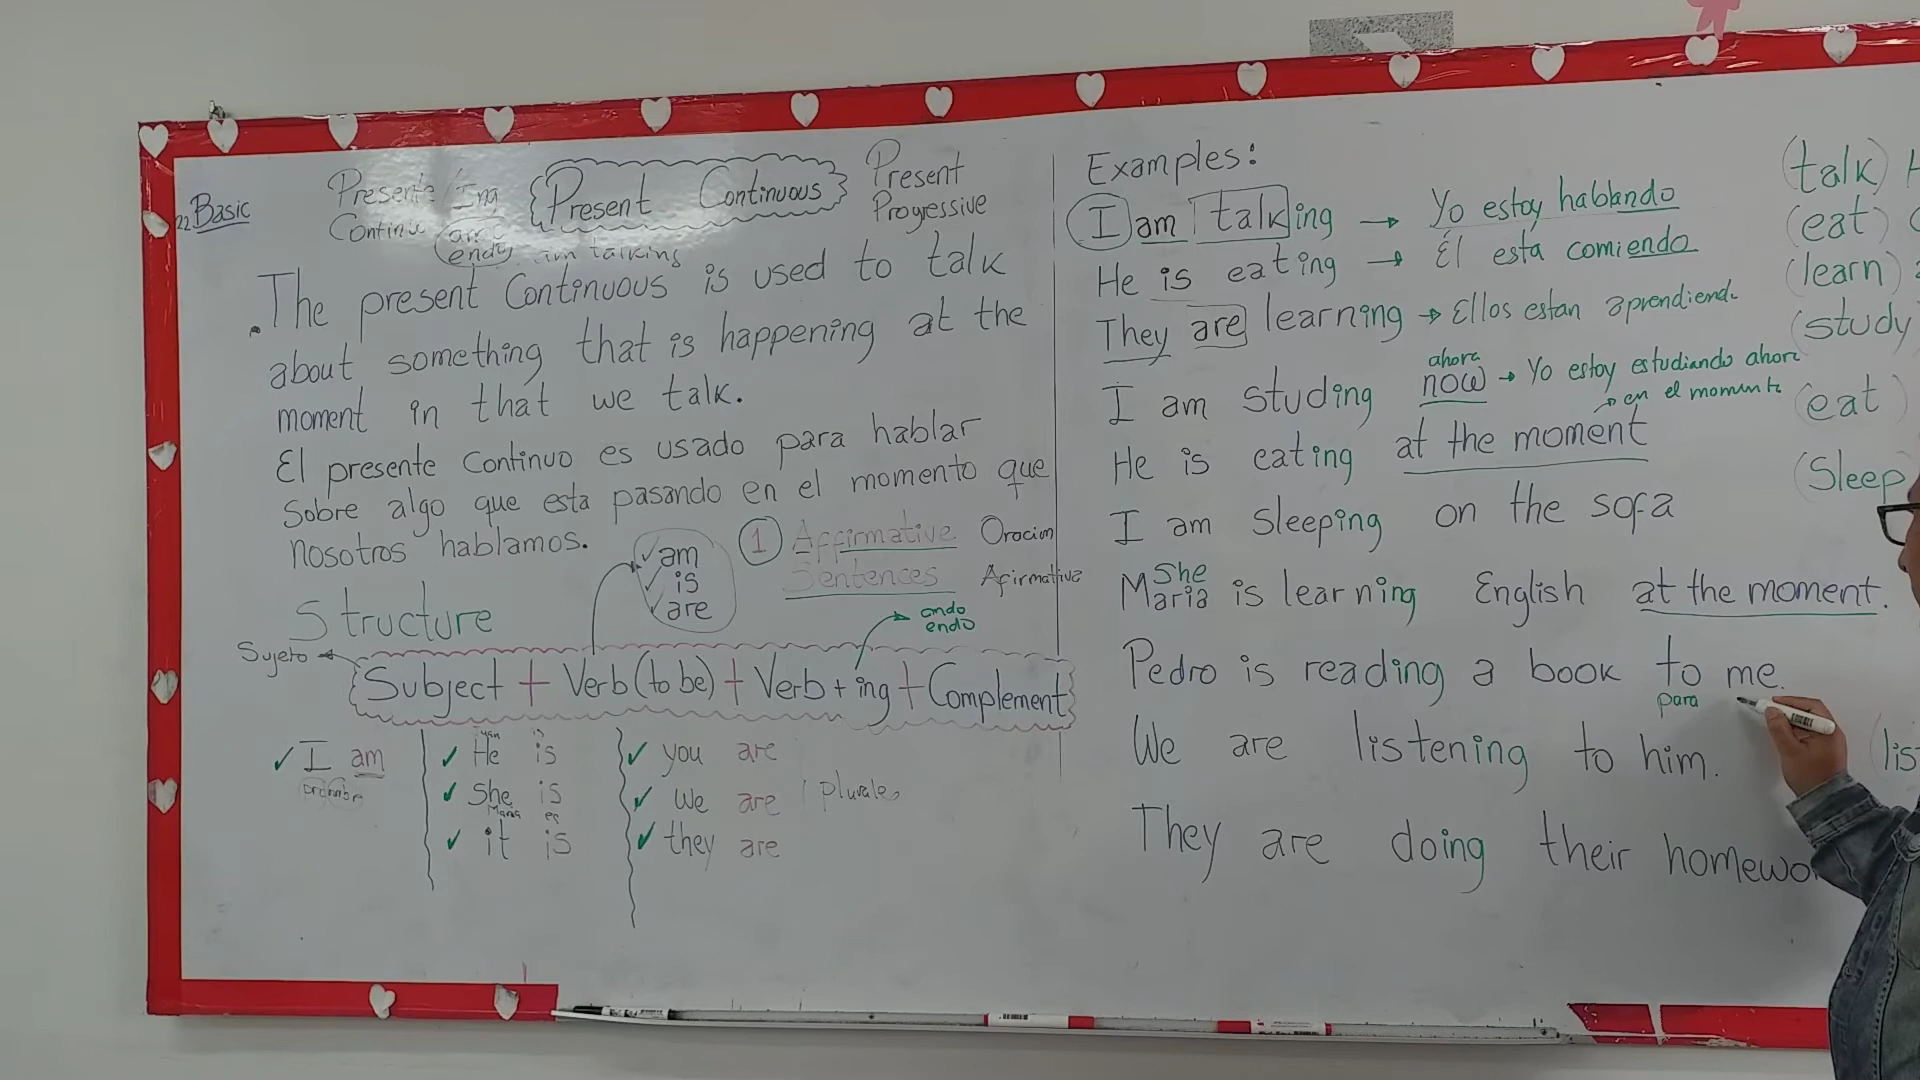 Basic
Present Continuous
Present
Progressive
am talking
The present Continuous is used to talk
about something that is happening at the
moment in that we talk.
El presente Continuo es usado para hablar
Sobre algo que esta pasando en el momento que
nosotros hablamos.
am
is
are
1 Affirmative Oracion
Sentences Afirmativa
Structure
ando
endo
Sujeto
Subject + Verb (to be) + Verb + ing + Complement
I am
He is
She is
Maria es
it is
you are
we are
plurales
they are
Examples:
I am talking → Yo estoy hablando
He is eating → Él esta comiendo
They are learning → Ellos estan aprendiend
ahora
I am studing now → Yo estoy estudiando ahora
→ en el momento
He is eating at the moment
I am Sleeping on the sofa
She
Maria is learning English at the moment.
Pedro is reading a book to me.
para
We are listening to him.
They are doing their homewo
(talk)
(eat)
(learn)
(study
(eat)
(Sleep
(lis